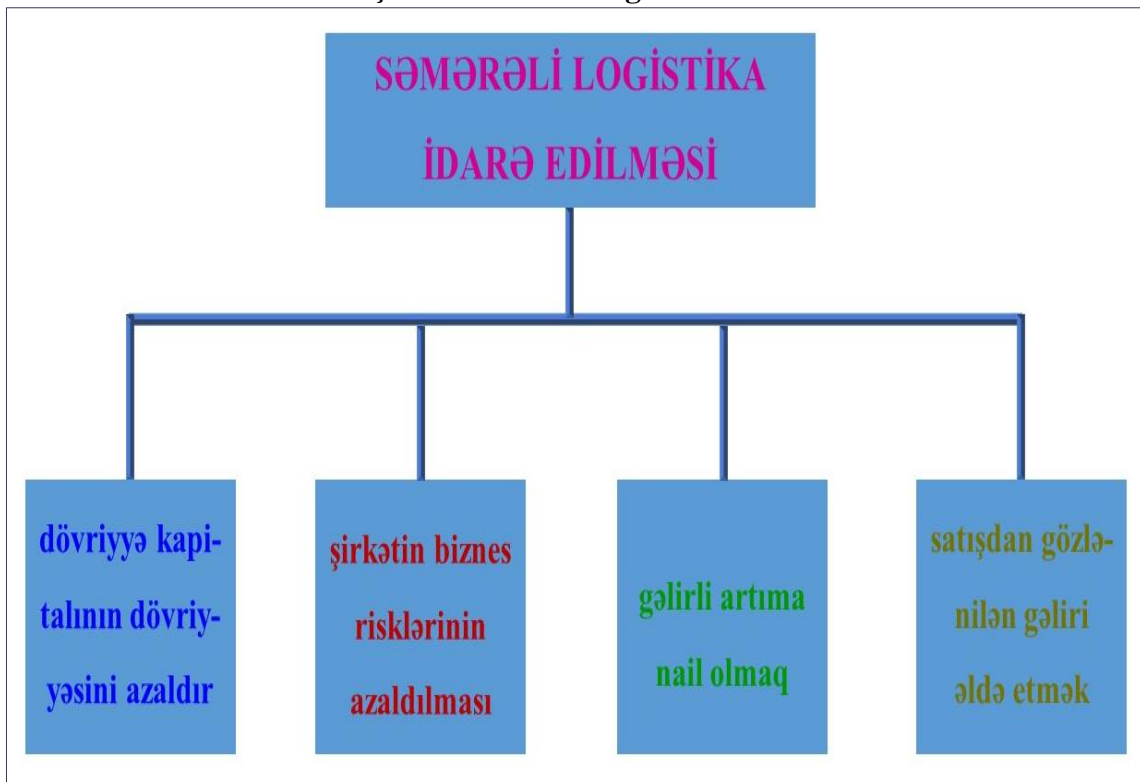 SƏMƏRƏLİ LOGİSTİKA
İDARƏ EDİLMƏSİ
dövriyyə kapi-
talının dövriy-
yəsini azaldır
şirkətin biznes
risklərinin
azaldılması
gəlirli artıma
nail olmaq
satışdan gözlə-
nilən gəliri
əldə etmək